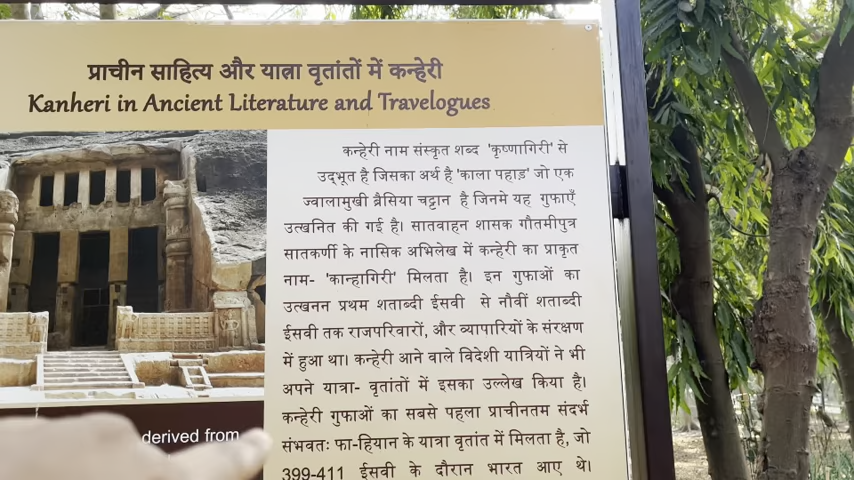 प्राचीन साहित्य और यात्रा वृतांतों में कन्हेरी
Kanheri in Ancient Literature and Travelogues
कन्हेरी नाम संस्कृत शब्द 'कृष्णागिरी' से
उद्भूत है जिसका अर्थ है 'काला पहाड़' जो एक
ज्वालामुखी ब्रैसिया चट्टान है जिनमे यह गुफाएँ
उत्खनित की गई है। सातवाहन शासक गौतमीपुत्र
सातकर्णी के नासिक अभिलेख में कन्हेरी का प्राकृत
नाम- 'कान्हागिरी' मिलता है। इन गुफाओं का
उत्खनन प्रथम शताब्दी ईसवी से नौवीं शताब्दी
ईसवी तक राजपरिवारों, और व्यापारियों के संरक्षण
में हुआ था। कन्हेरी आने वाले विदेशी यात्रियों ने भी
अपने यात्रा- वृतांतों में इसका उल्लेख किया है।
कन्हेरी गुफाओं का सबसे पहला प्राचीनतम संदर्भ
संभवतः फा-हियान के यात्रा वृतांत में मिलता है, जो
399-411 ईसवी के दौरान भारत आए थे।
derived from